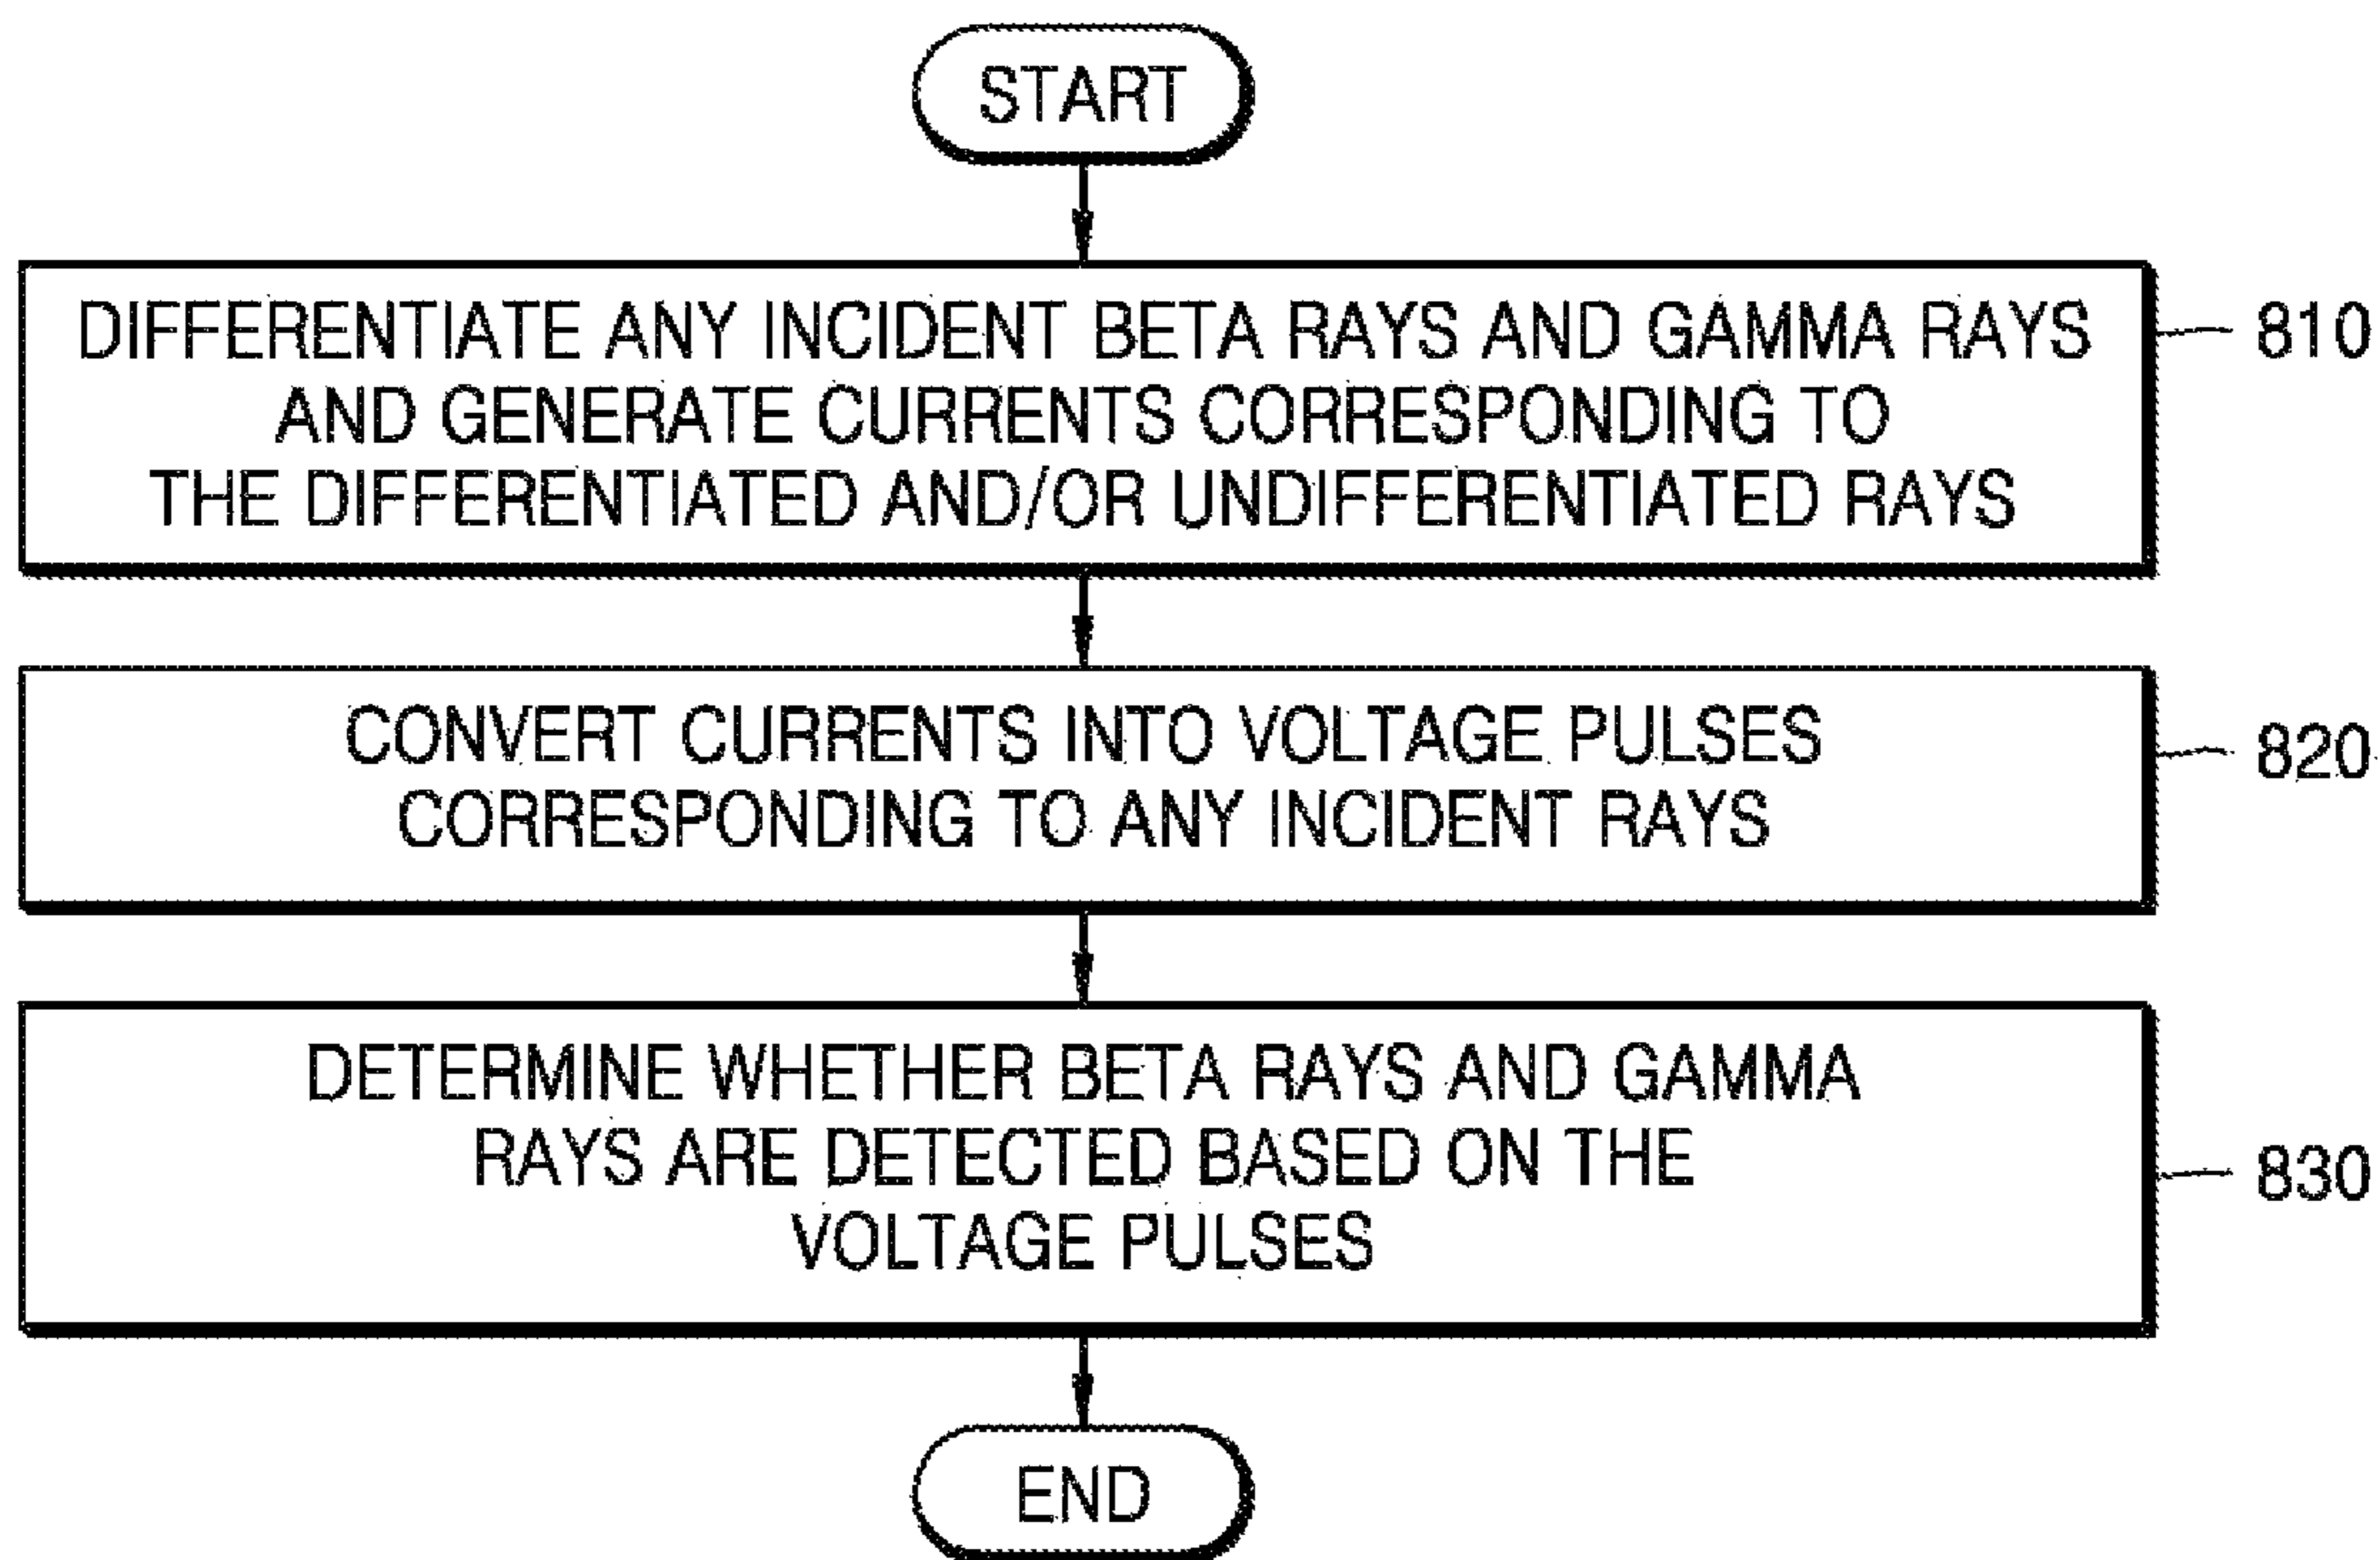 START
DIFFERENTIATE ANY INCIDENT BETA RAYS AND GAMMA RAYS
AND GENERATE CURRENTS CORRESPONDING TO
THE DIFFERENTIATED AND/OR UNDIFFERENTIATED RAYS
810
CONVERT CURRENTS INTO VOLTAGE PULSES
CORRESPONDING TO ANY INCIDENT RAYS
820
DETERMINE WHETHER BETA RAYS AND GAMMA
RAYS ARE DETECTED BASED ON THE
VOLTAGE PULSES
830
END